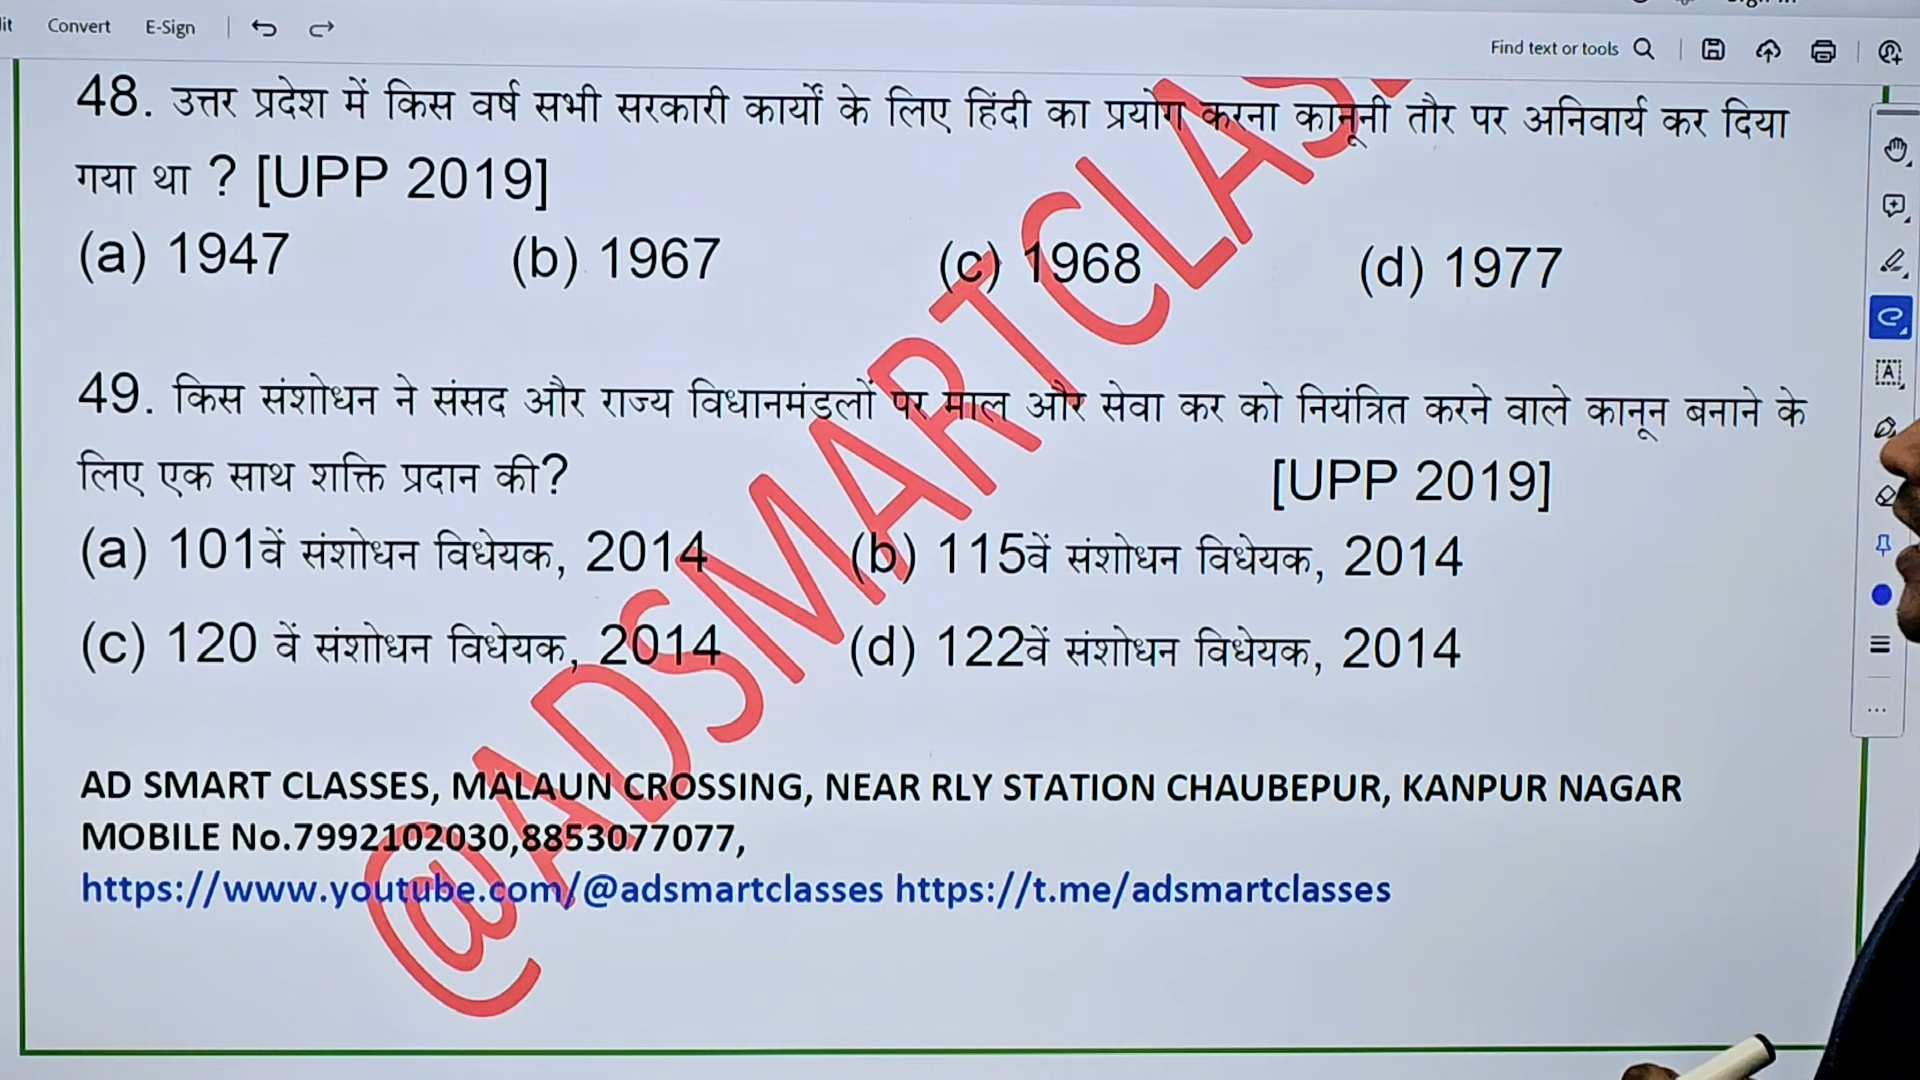 Convert E-Sign
Find text or tools
48. उत्तर प्रदेश में किस वर्ष सभी सरकारी कार्यों के लिए हिंदी का प्रयोग करना कानूनी तौर पर अनिवार्य कर दिया
गया था ? [UPP 2019]
(a) 1947 (b) 1967 (c) 1968 (d) 1977
49. किस संशोधन ने संसद और राज्य विधानमंडलों पर माल और सेवा कर को नियंत्रित करने वाले कानून बनाने के
लिए एक साथ शक्ति प्रदान की? [UPP 2019]
(a) 101वें संशोधन विधेयक, 2014 (b) 115वें संशोधन विधेयक, 2014
(c) 120 वें संशोधन विधेयक, 2014 (d) 122वें संशोधन विधेयक, 2014
AD SMART CLASSES, MALAUN CROSSING, NEAR RLY STATION CHAUBEPUR, KANPUR NAGAR
MOBILE No.7992102030,8853077077,
https://www.youtube.com/@adsmartclasses https://t.me/adsmartclasses
@ADSMARTCLAS